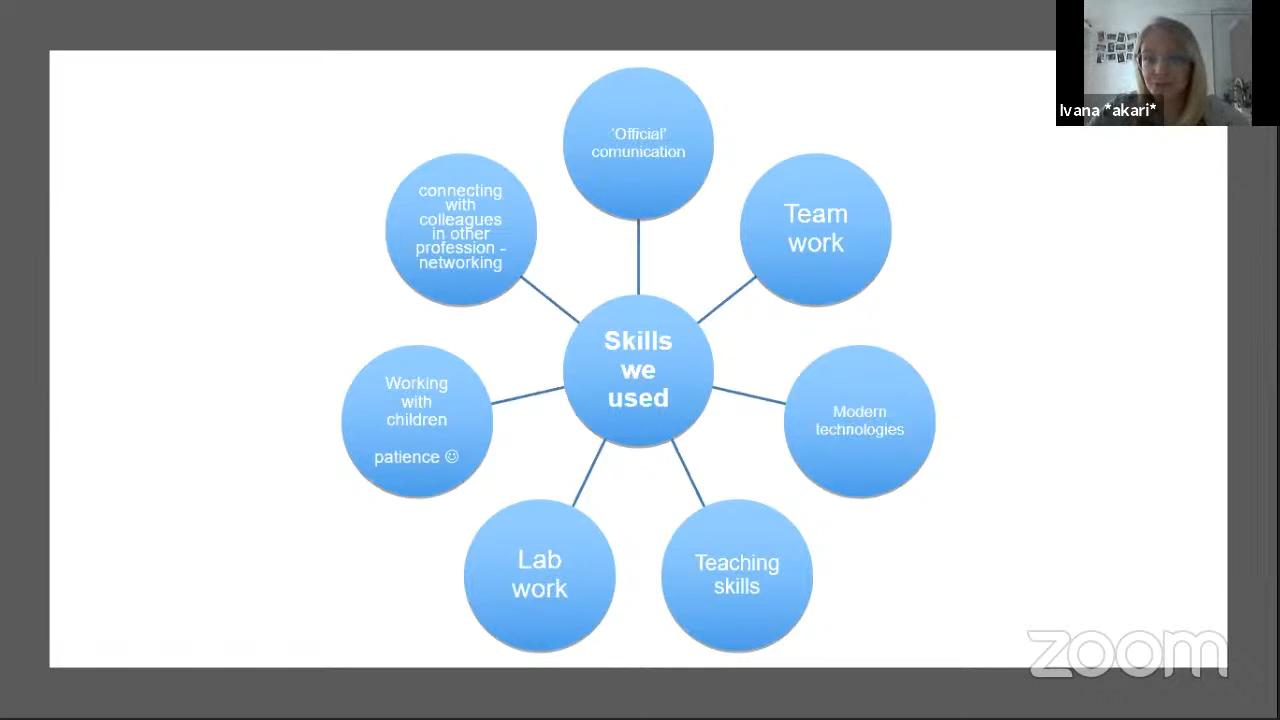 Ivana *akari*
'Official'
comunication
Team
work
Modern
technologies
Teaching
skills
Lab
work
Working
with
children
patience ☺
connecting
with
colleagues
in other
profession -
networking
Skills
we
used
zoom